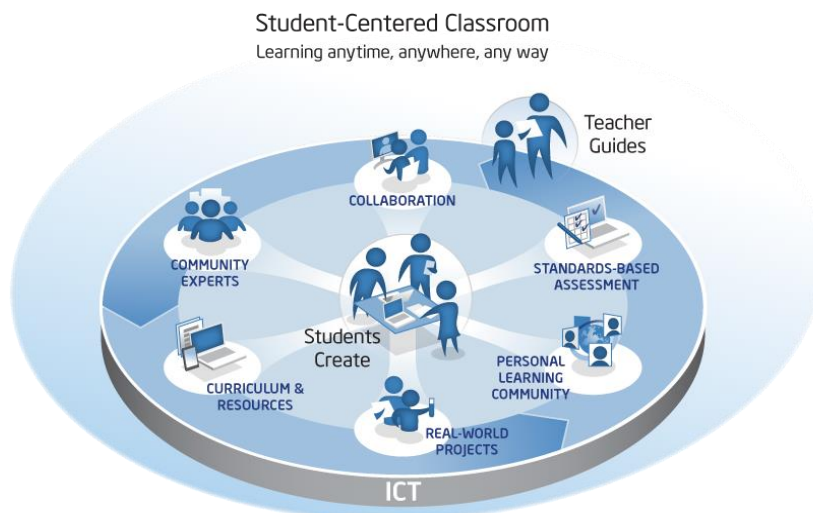 Student-Centered Classroom
Learning anytime, anywhere, any way
Teacher
Guides
COLLABORATION
COMMUNITY
EXPERTS
STANDARDS-BASED
ASSESSMENT
Students
Create
CURRICULUM &
RESOURCES
PERSONAL
LEARNING
COMMUNITY
REAL-WORLD
PROJECTS
ICT